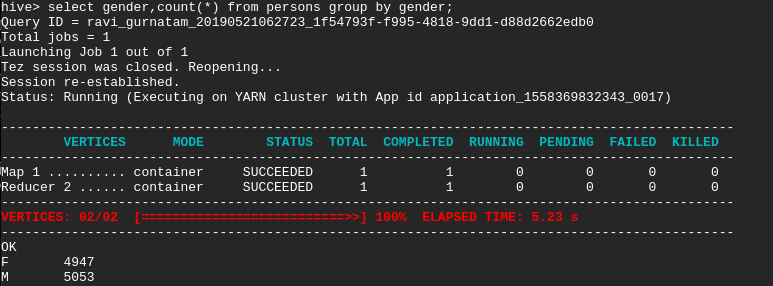 hive> select gender,count(*) from persons group by gender;
Query ID = ravi_gurnatam_20190521062723_1f54793f-f995-4818-9dd1-d88d2662edb0
Total jobs = 1
Launching Job 1 out of 1
Tez session was closed. Reopening...
Session re-established.
Status: Running (Executing on YARN cluster with App id application_1558369832343_0017)
----------------------------------------------------------------------------------------------
        VERTICES      MODE        STATUS  TOTAL  COMPLETED  RUNNING  PENDING  FAILED  KILLED
----------------------------------------------------------------------------------------------
Map 1 .......... container     SUCCEEDED      1          1        0        0       0       0
Reducer 2 ...... container     SUCCEEDED      1          1        0        0       0       0
----------------------------------------------------------------------------------------------
VERTICES: 02/02  [==========================>>] 100%  ELAPSED TIME: 5.23 s
----------------------------------------------------------------------------------------------
OK
F       4947
M       5053